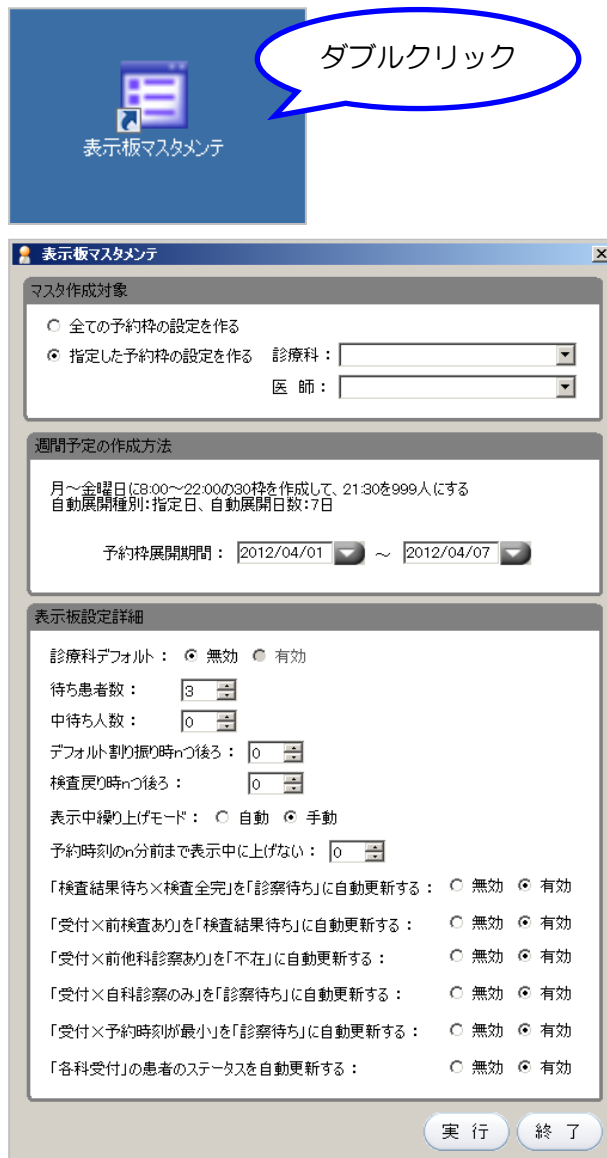 ダブルクリック
表示板マスタメンテ
表示板マスタメンテ
マスタ作成対象
全ての予約枠の設定を作る
指定した予約枠の設定を作る 診療科：
医 師：
週間予定の作成方法
月～金曜日に8:00～22:00の30枠を作成して、21:30を999人にする
自動展開種別：指定日、自動展開日数：7日
予約枠展開期間： 2012/04/01 ～ 2012/04/07
表示板設定詳細
診療科デフォルト： 無効 有効
待ち患者数： 3
中待ち人数： 0
デフォルト割り振り時nつ後ろ： 0
検査戻り時nつ後ろ： 0
表示中繰り上げモード： 自動 手動
予約時刻のn分前まで表示中に上げない： 0
「検査結果待ち×検査全完」を「診察待ち」に自動更新する： 無効 有効
「受付×前検査あり」を「検査結果待ち」に自動更新する： 無効 有効
「受付×前他科診察あり」を「不在」に自動更新する： 無効 有効
「受付×自科診察のみ」を「診察待ち」に自動更新する： 無効 有効
「受付×予約時刻が最小」を「診察待ち」に自動更新する： 無効 有効
「各科受付」の患者のステータスを自動更新する： 無効 有効
実 行 終 了